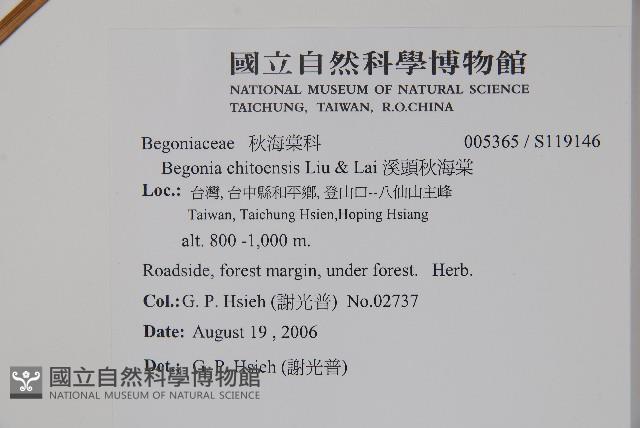 國立自然科學博物館
NATIONAL MUSEUM OF NATURAL SCIENCE
TAICHUNG, TAIWAN, R.O.CHINA
Begoniaceae 秋海棠科 005365 / S119146
Begonia chitoensis Liu & Lai 溪頭秋海棠
Loc.: 台灣, 台中縣和平鄉, 登山口--八仙山主峰
Taiwan, Taichung Hsien,Hoping Hsiang
alt. 800 -1,000 m.
Roadside, forest margin, under forest. Herb.
Col.: G. P. Hsieh (謝光普) No.02737
Date: August 19 , 2006
Det.: G. P. Hsieh (謝光普)
國立自然科學博物館
NATIONAL MUSEUM OF NATURAL SCIENCE